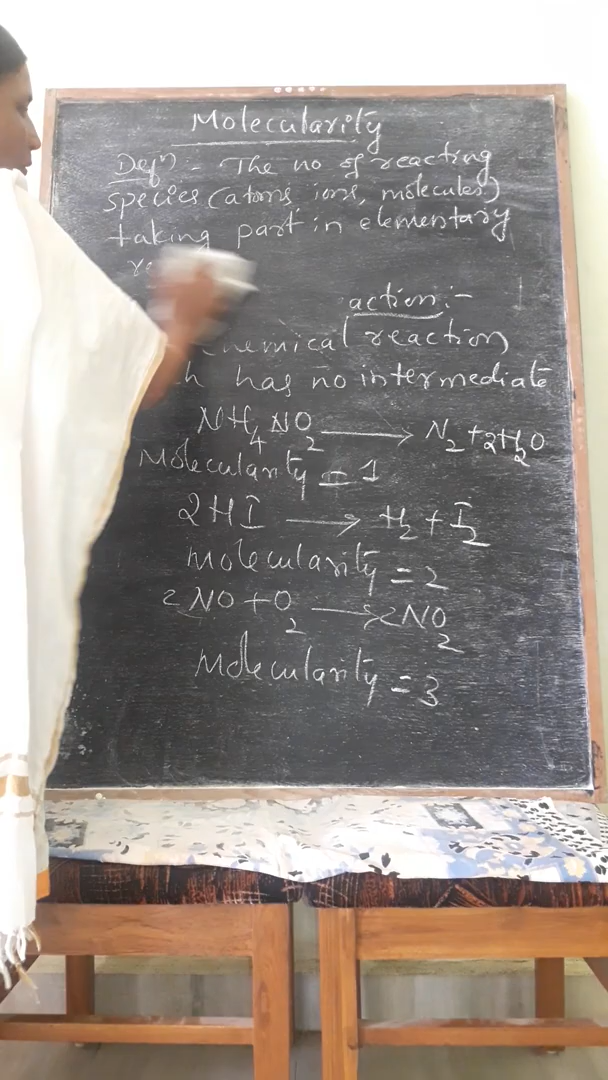 Molecularity
Defn :- The no of reacting
species (atoms, ions, molecules)
taking part in elementary
action :-
chemical reaction
has no intermediate
NH₄NO₂ ⟶ N₂ + 2H₂O
Molecularity = 1
2HI ⟶ H₂ + I₂
molecularity = 2
2NO + O₂ ⟶ 2NO₂
Molecularity = 3